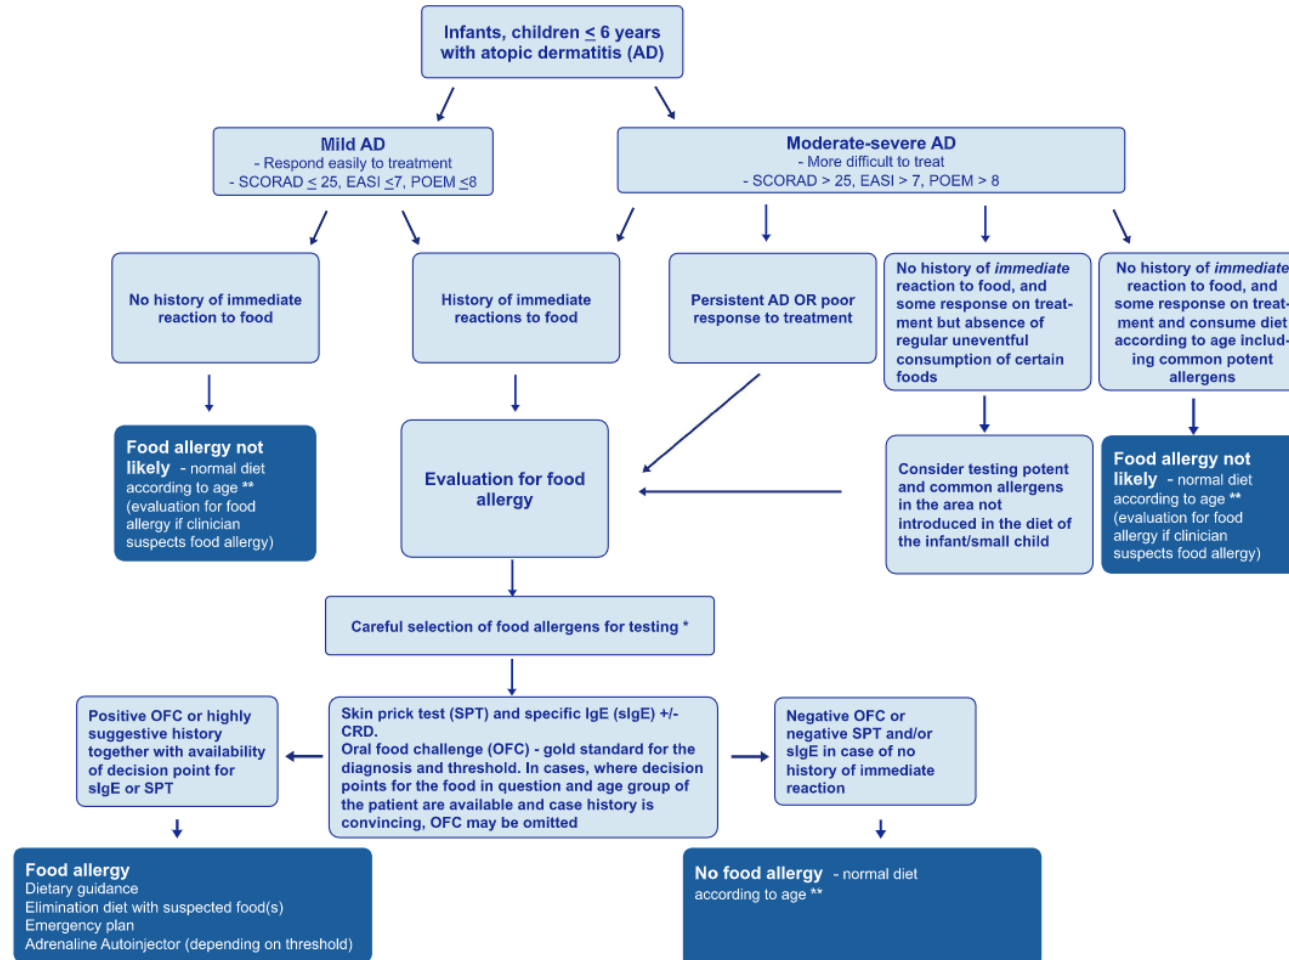 Infants, children ≤ 6 years
with atopic dermatitis (AD)
Mild AD
- Respond easily to treatment
- SCORAD ≤ 25, EASI ≤7, POEM ≤8
Moderate-severe AD
- More difficult to treat
- SCORAD > 25, EASI > 7, POEM > 8
No history of immediate
reaction to food
History of immediate
reactions to food
Persistent AD OR poor
response to treatment
No history of immediate
reaction to food, and
some response on treat-
ment but absence of
regular uneventful
consumption of certain
foods
No history of immediate
reaction to food, and
some response on treat-
ment and consume diet
according to age includ-
ing common potent
allergens
Food allergy not
likely - normal diet
according to age **
(evaluation for food
allergy if clinician
suspects food allergy)
Evaluation for food
allergy
Consider testing potent
and common allergens
in the area not
introduced in the diet of
the infant/small child
Food allergy not
likely - normal diet
according to age **
(evaluation for food
allergy if clinician
suspects food allergy)
Careful selection of food allergens for testing *
Positive OFC or highly
suggestive history
together with availability
of decision point for
sIgE or SPT
Skin prick test (SPT) and specific IgE (sIgE) +/-
CRD.
Oral food challenge (OFC) - gold standard for the
diagnosis and threshold. In cases, where decision
points for the food in question and age group of
the patient are available and case history is
convincing, OFC may be omitted
Negative OFC or
negative SPT and/or
sIgE in case of no
history of immediate
reaction
Food allergy
Dietary guidance
Elimination diet with suspected food(s)
Emergency plan
Adrenaline Autoinjector (depending on threshold)
No food allergy - normal diet
according to age **